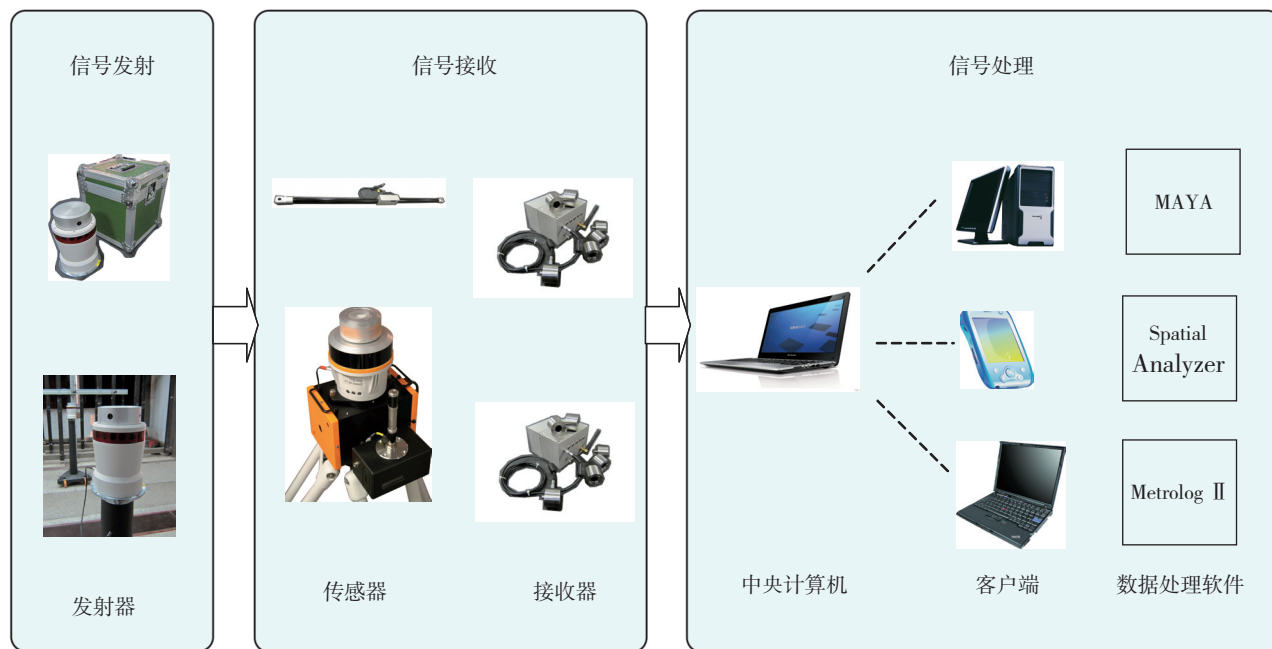 信号发射
信号接收
信号处理
MAYA
Spatial
Analyzer
Metrolog Ⅱ
发射器
传感器
接收器
中央计算机
客户端
数据处理软件